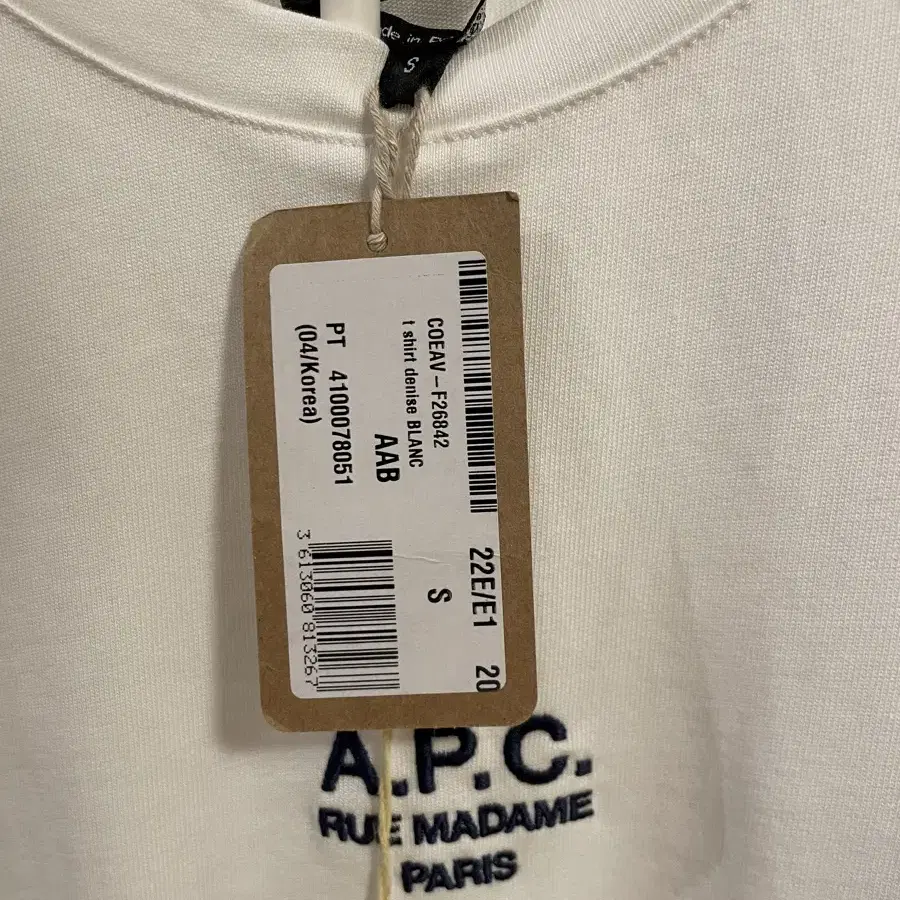 S
COEAV-F26842
t shirt denise BLANC
AAB
PT 4100078051
(04/Korea)
22E/E1 20
S
3 613060 813267
A.P.C.
RUE MADAME
PARIS